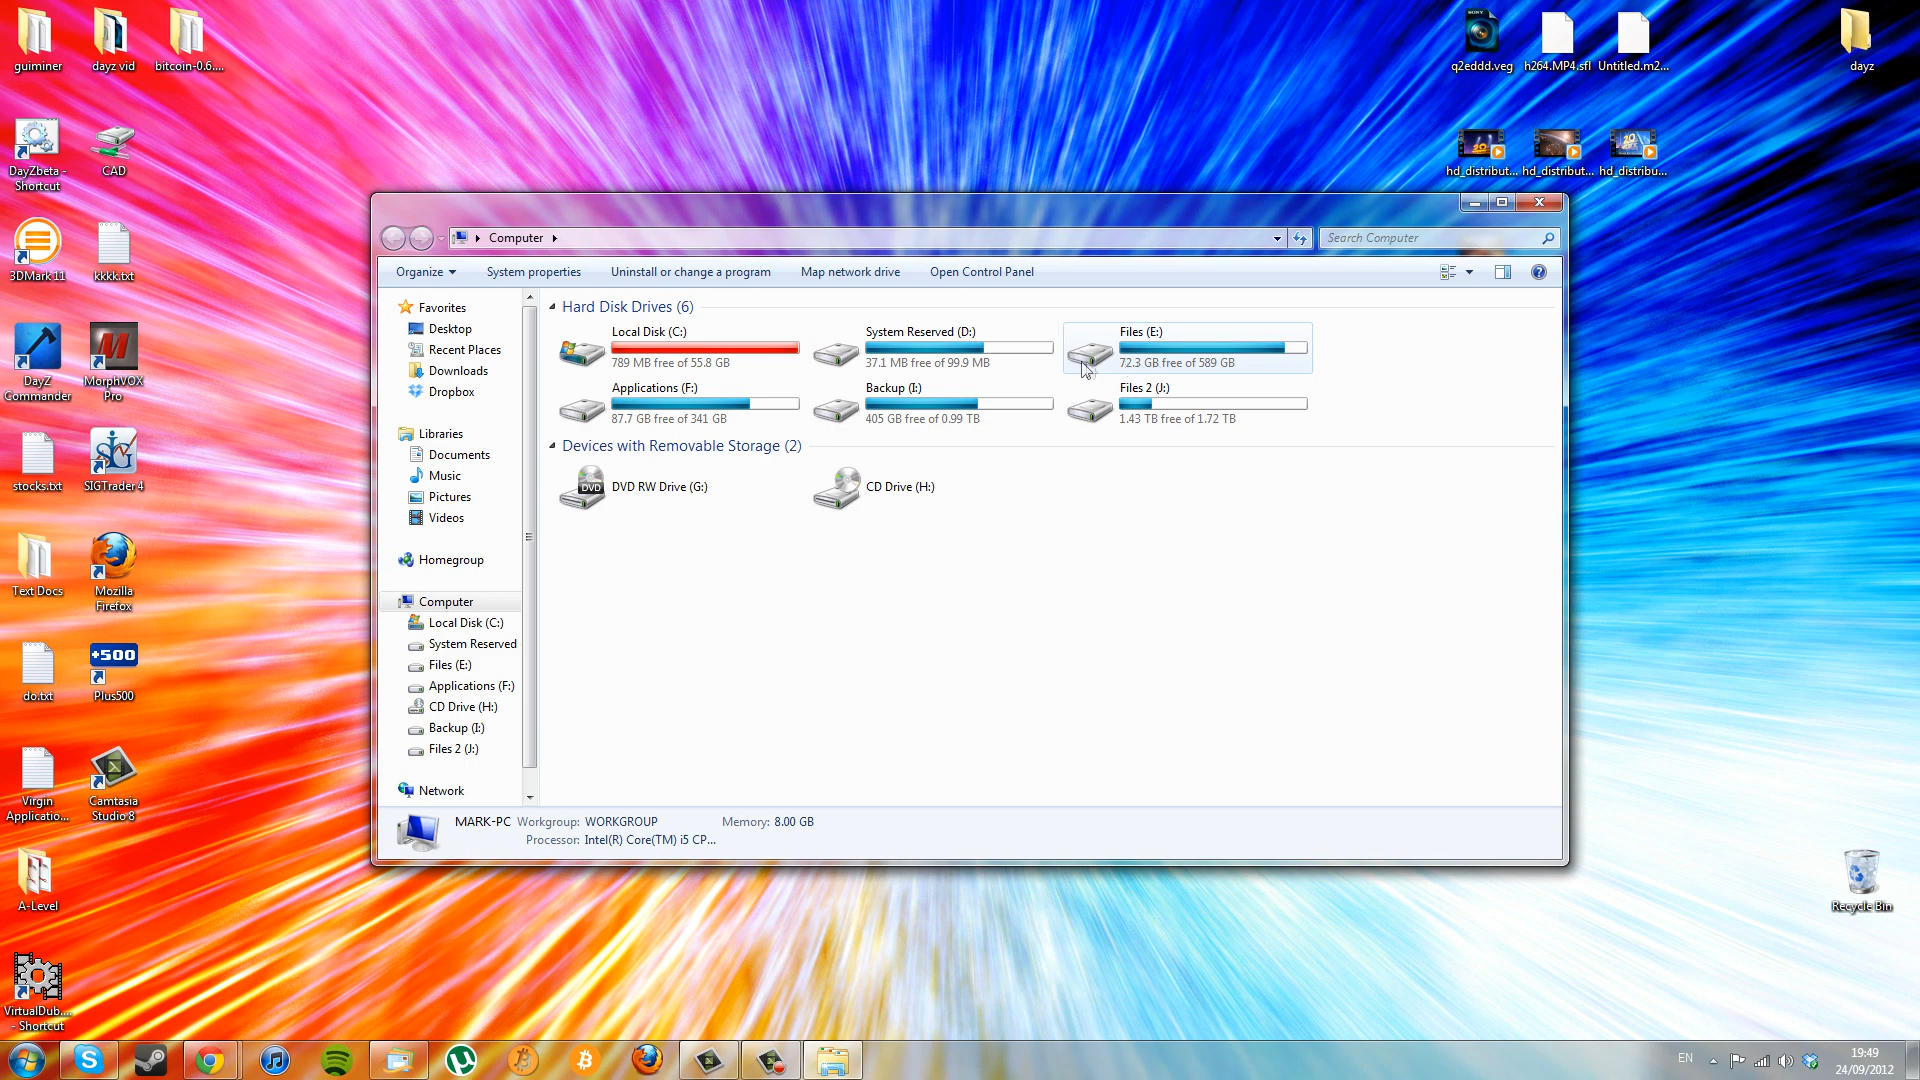 guiminer
dayz vid
bitcoin-0.6....
q2eddd.veg
h264.MP4.sfl
Untitled.m2...
dayz
DayZbeta - Shortcut
CAD
hd_distribut...
hd_distribut...
hd_distribu...
3DMark 11
kkkk.txt
DayZ Commander
MorphVOX Pro
stocks.txt
SIGTrader 4
Text Docs
Mozilla Firefox
do.txt
+500
Plus500
Virgin Applicatio...
Camtasia Studio 8
A-Level
VirtualDub.... - Shortcut
Recycle Bin
Computer
Search Computer
Organize
System properties
Uninstall or change a program
Map network drive
Open Control Panel
Favorites
Desktop
Recent Places
Downloads
Dropbox
Libraries
Documents
Music
Pictures
Videos
Homegroup
Computer
Local Disk (C:)
System Reserved
Files (E:)
Applications (F:)
CD Drive (H:)
Backup (I:)
Files 2 (J:)
Network
Hard Disk Drives (6)
Local Disk (C:)
789 MB free of 55.8 GB
System Reserved (D:)
37.1 MB free of 99.9 MB
Files (E:)
72.3 GB free of 589 GB
Applications (F:)
87.7 GB free of 341 GB
Backup (I:)
405 GB free of 0.99 TB
Files 2 (J:)
1.43 TB free of 1.72 TB
Devices with Removable Storage (2)
DVD
DVD RW Drive (G:)
CD Drive (H:)
MARK-PC Workgroup: WORKGROUP Memory: 8.00 GB
Processor: Intel(R) Core(TM) i5 CP...
EN
19:49
24/09/2012